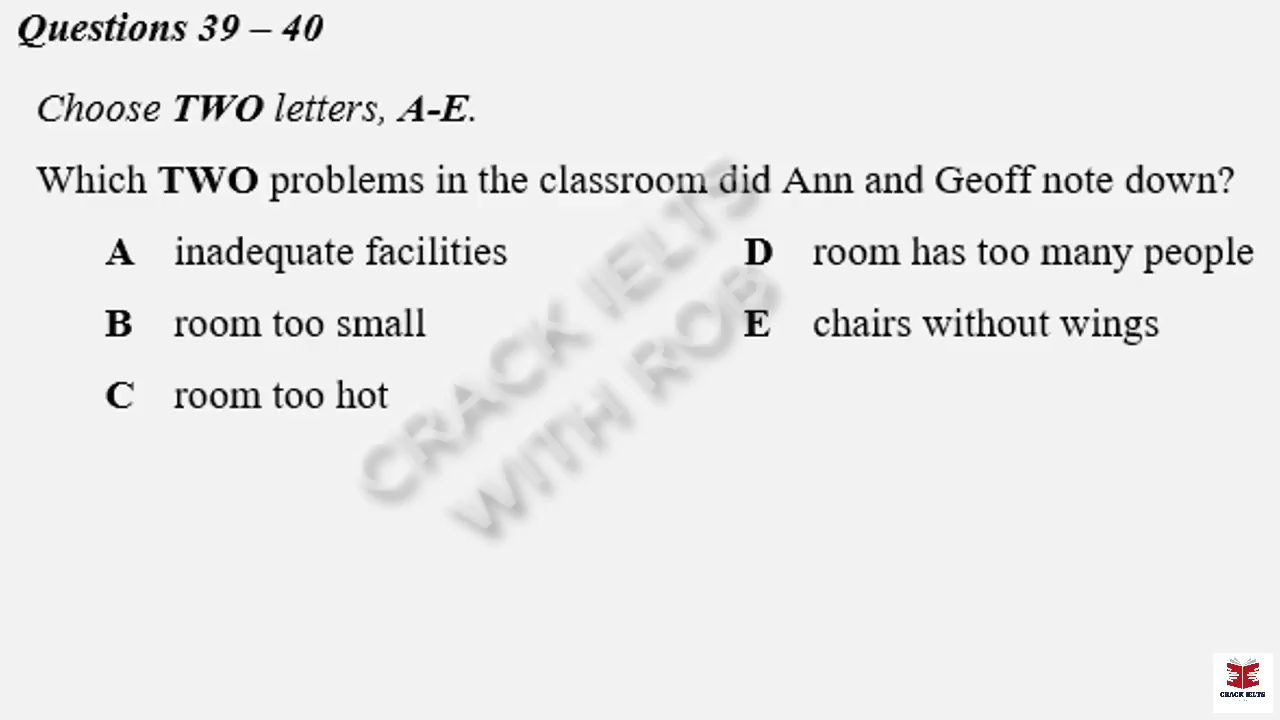 Questions 39 – 40
Choose TWO letters, A-E.
Which TWO problems in the classroom did Ann and Geoff note down?
A inadequate facilities
B room too small
C room too hot
D room has too many people
E chairs without wings
CRACK IELTS
WITH ROB
CRACK IELTS